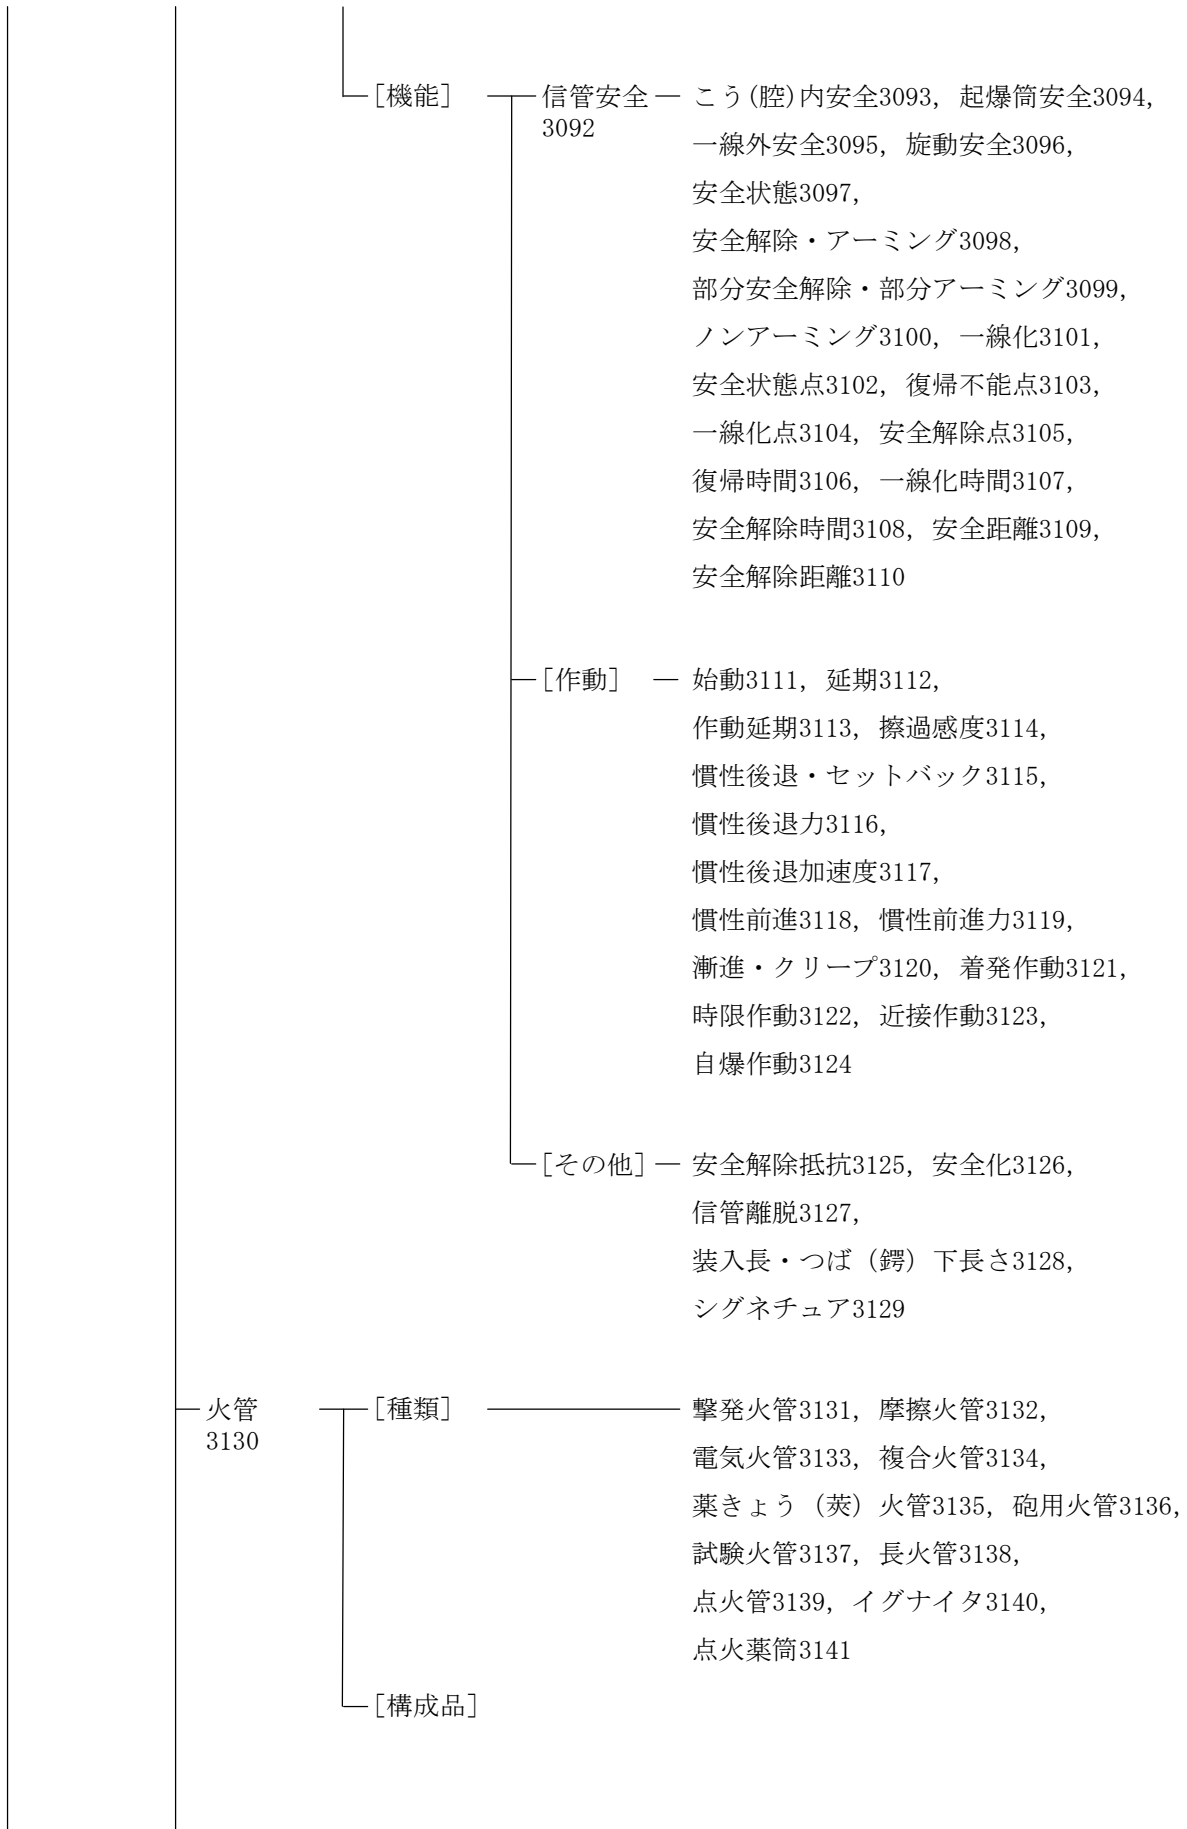 [機能] 信管安全 こう(腔)内安全3093, 起爆筒安全3094,
3092
一線外安全3095, 旋動安全3096,
安全状態3097,
安全解除・アーミング3098,
部分安全解除・部分アーミング3099,
ノンアーミング3100, 一線化3101,
安全状態点3102, 復帰不能点3103,
一線化点3104, 安全解除点3105,
復帰時間3106, 一線化時間3107,
安全解除時間3108, 安全距離3109,
安全解除距離3110
[作動] 始動3111, 延期3112,
作動延期3113, 擦過感度3114,
慣性後退・セットバック3115,
慣性後退力3116,
慣性後退加速度3117,
慣性前進3118, 慣性前進力3119,
漸進・クリープ3120, 着発作動3121,
時限作動3122, 近接作動3123,
自爆作動3124
[その他] 安全解除抵抗3125, 安全化3126,
信管離脱3127,
装入長・つば（鍔）下長さ3128,
シグネチュア3129
火管 [種類] 撃発火管3131, 摩擦火管3132,
3130
電気火管3133, 複合火管3134,
薬きょう（莢）火管3135, 砲用火管3136,
試験火管3137, 長火管3138,
点火管3139, イグナイタ3140,
点火薬筒3141
[構成品]